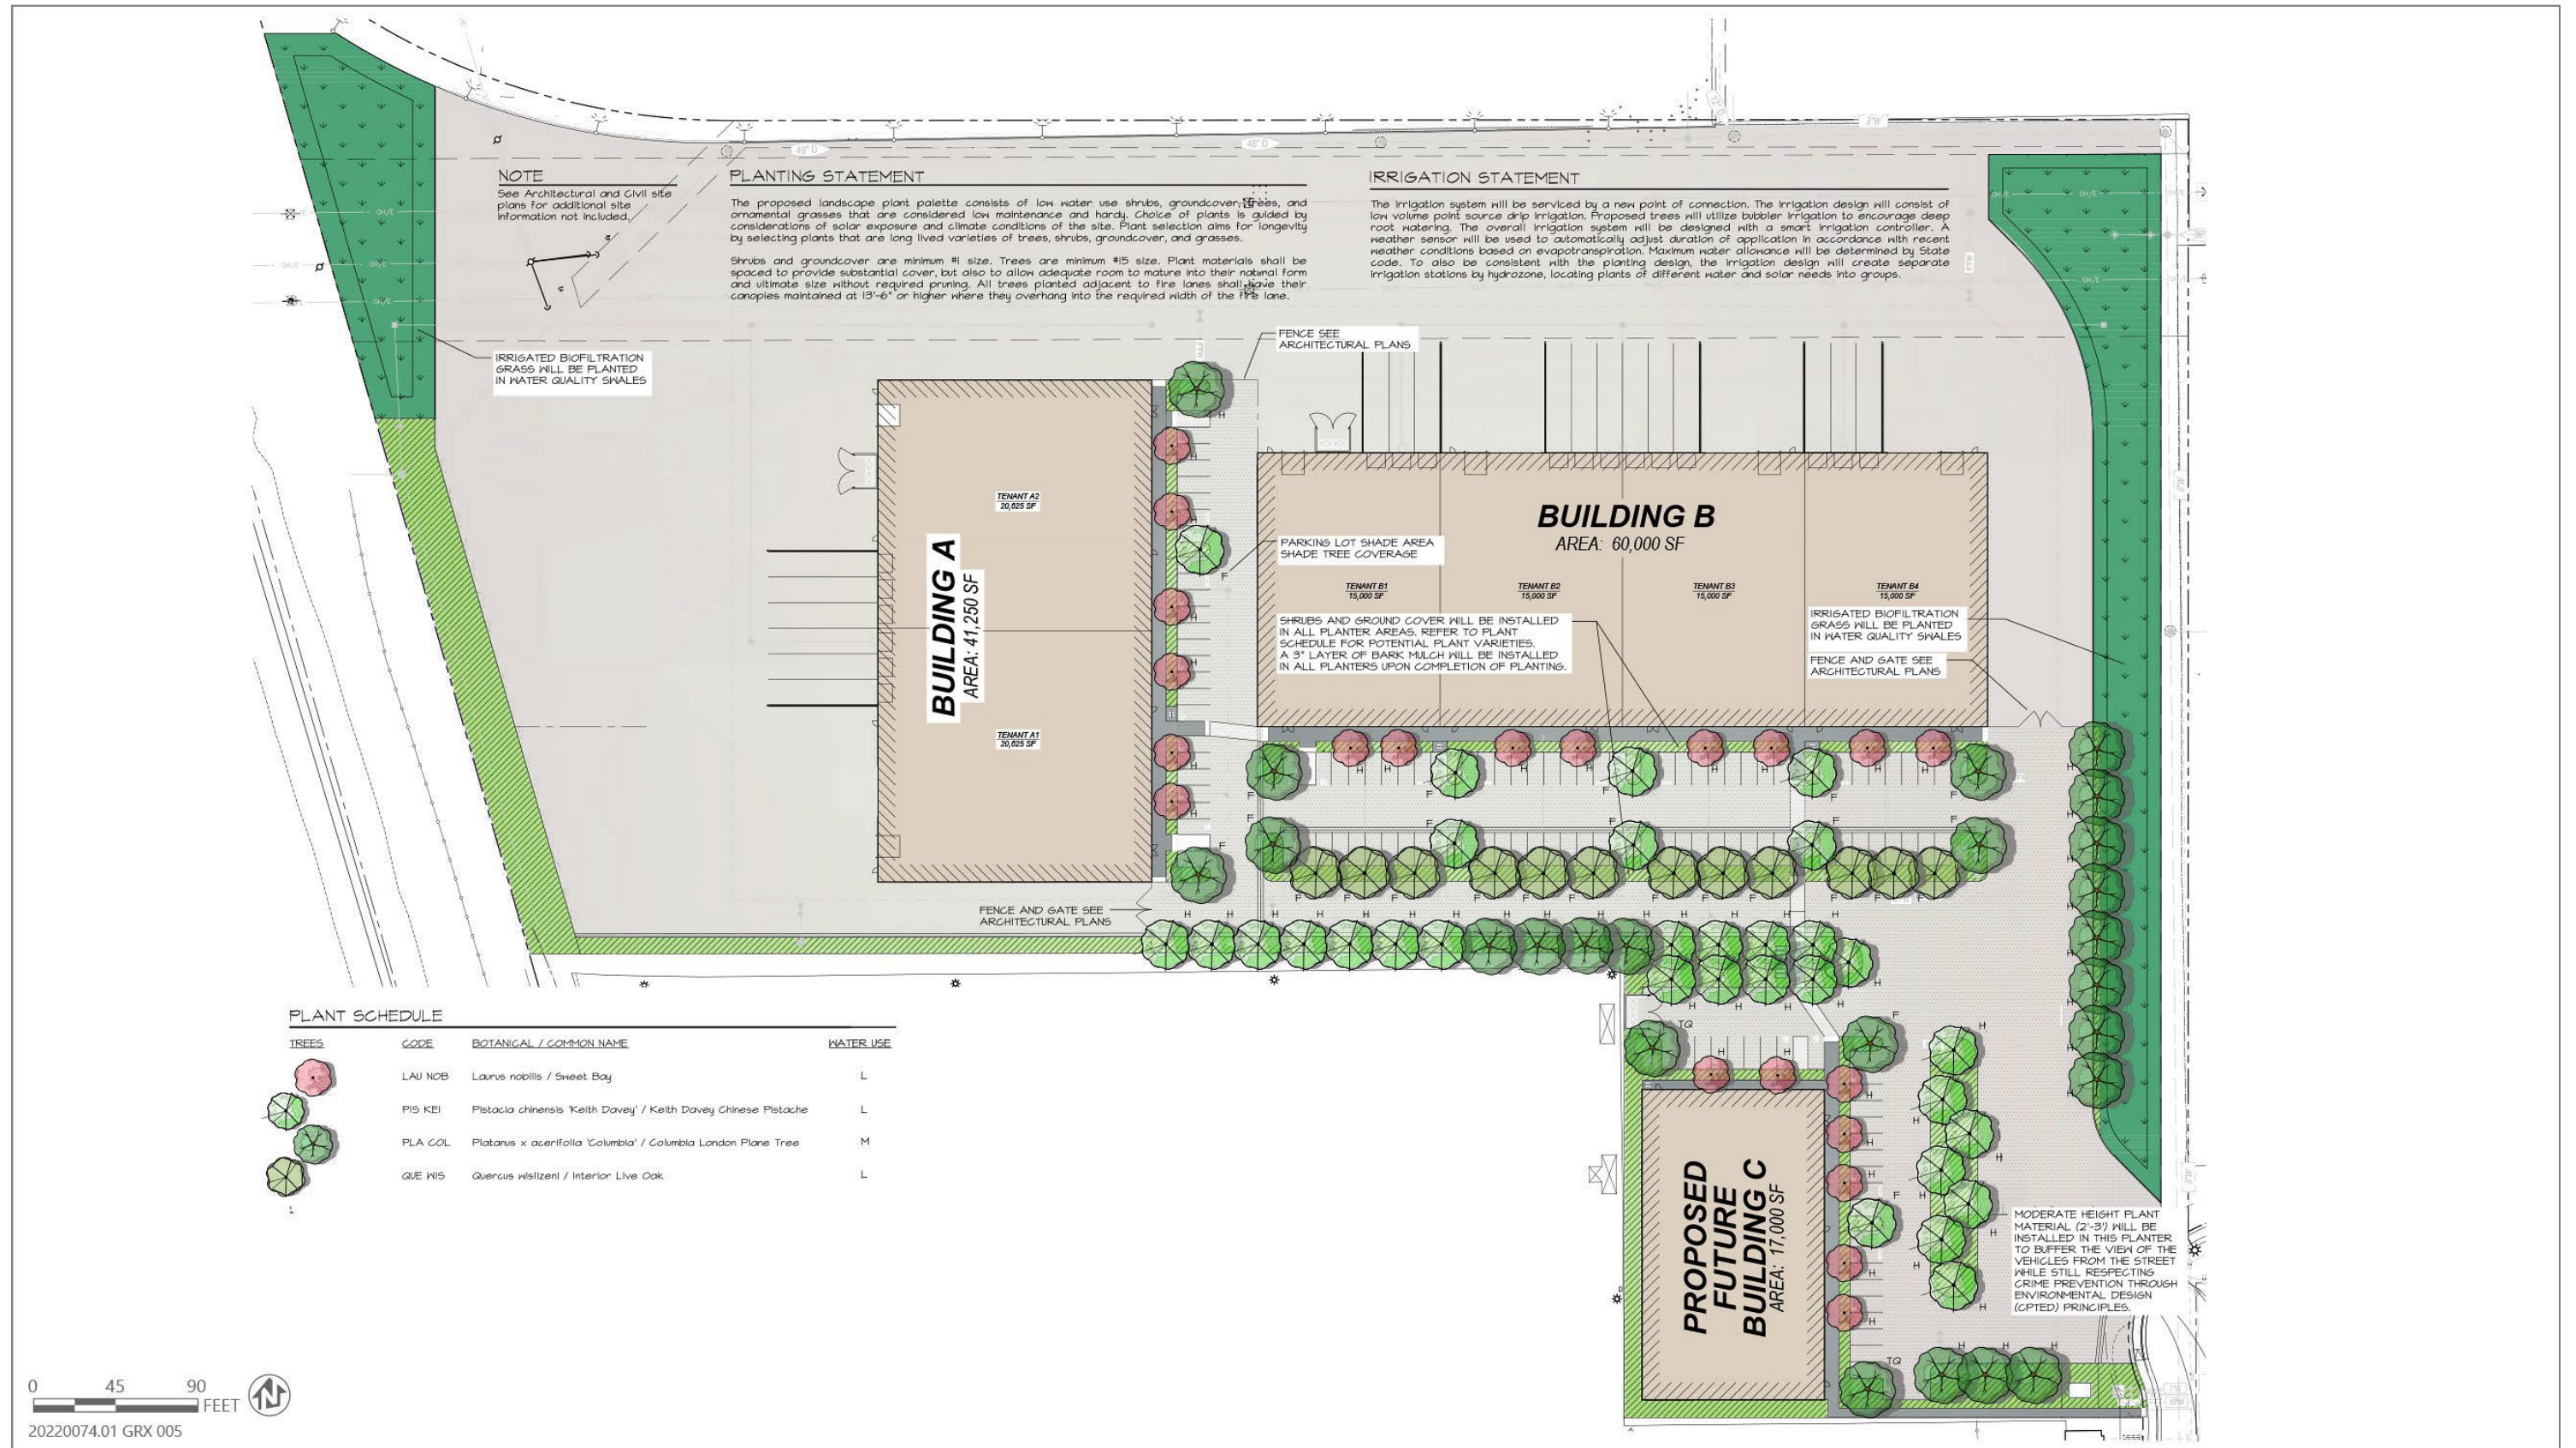 NOTE
See Architectural and Civil site
plans for additional site
information not included.
PLANTING STATEMENT
The proposed landscape plant palette consists of low water use shrubs, groundcover, trees, and
ornamental grasses that are considered low maintenance and hardy. Choice of plants is guided by
considerations of solar exposure and climate conditions of the site. Plant selection aims for longevity
by selecting plants that are long lived varieties of trees, shrubs, groundcover, and grasses.
Shrubs and groundcover are minimum #1 size. Trees are minimum #15 size. Plant materials shall be
spaced to provide substantial cover, but also to allow adequate room to mature into their natural form
and ultimate size without required pruning. All trees planted adjacent to fire lanes shall have their
canopies maintained at 13'-6" or higher where they overhang into the required width of the fire lane.
IRRIGATION STATEMENT
The irrigation system will be serviced by a new point of connection. The irrigation design will consist of
low volume point source drip irrigation. Proposed trees will utilize bubbler irrigation to encourage deep
root watering. The overall irrigation system will be designed with a smart irrigation controller. A
weather sensor will be used to automatically adjust duration of application in accordance with recent
weather conditions based on evapotranspiration. Maximum water allowance will be determined by State
code. To also be consistent with the planting design, the irrigation design will create separate
irrigation stations by hydrozone, locating plants of different water and solar needs into groups.
48" D
48" D
IRRIGATED BIOFILTRATION
GRASS WILL BE PLANTED
IN WATER QUALITY SWALES
FENCE SEE
ARCHITECTURAL PLANS
TENANT A2
20,625 SF
BUILDING A
AREA: 41,250 SF
TENANT A1
20,625 SF
BUILDING B
AREA: 60,000 SF
PARKING LOT SHADE AREA
SHADE TREE COVERAGE
TENANT B1
15,000 SF
TENANT B2
15,000 SF
TENANT B3
15,000 SF
TENANT B4
15,000 SF
SHRUBS AND GROUND COVER WILL BE INSTALLED
IN ALL PLANTER AREAS. REFER TO PLANT
SCHEDULE FOR POTENTIAL PLANT VARIETIES.
A 3" LAYER OF BARK MULCH WILL BE INSTALLED
IN ALL PLANTERS UPON COMPLETION OF PLANTING.
IRRIGATED BIOFILTRATION
GRASS WILL BE PLANTED
IN WATER QUALITY SWALES
FENCE AND GATE SEE
ARCHITECTURAL PLANS
FENCE AND GATE SEE
ARCHITECTURAL PLANS
PLANT SCHEDULE
TREES CODE BOTANICAL / COMMON NAME WATER USE
LAU NOB Laurus nobilis / Sweet Bay L
PIS KEI Pistacia chinensis 'Keith Davey' / Keith Davey Chinese Pistache L
PLA COL Platanus x acerifolia 'Columbia' / Columbia London Plane Tree M
QUE WIS Quercus wislizeni / Interior Live Oak L
TQ
PROPOSED
FUTURE
BUILDING C
AREA: 17,000 SF
TQ
MODERATE HEIGHT PLANT
MATERIAL (2'-3') WILL BE
INSTALLED IN THIS PLANTER
TO BUFFER THE VIEW OF THE
VEHICLES FROM THE STREET
WHILE STILL RESPECTING
CRIME PREVENTION THROUGH
ENVIRONMENTAL DESIGN
(CPTED) PRINCIPLES.
0 45 90
FEET
N
20220074.01 GRX 005